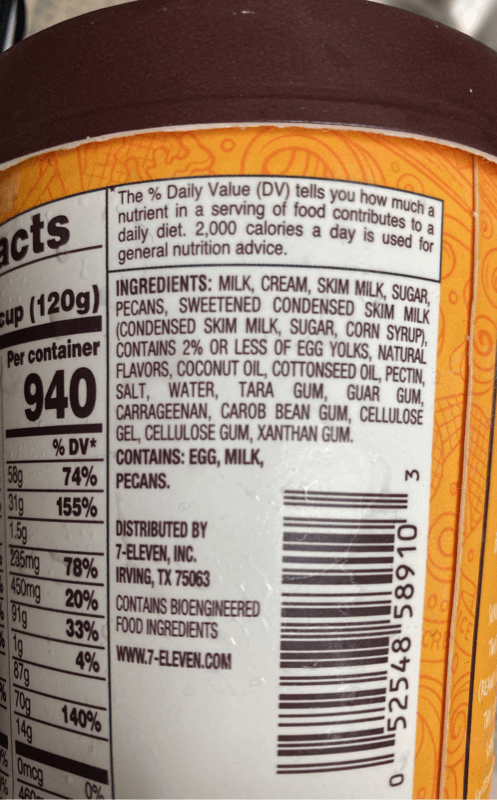 acts
cup (120g)
Per container
940
% DV*
58g 74%
31g 155%
1.5g
235mg 78%
450mg 20%
91g 33%
1g 4%
87g
70g 140%
14g
0mcg 0%
*The % Daily Value (DV) tells you how much a
nutrient in a serving of food contributes to a
daily diet. 2,000 calories a day is used for
general nutrition advice.
INGREDIENTS: MILK, CREAM, SKIM MILK, SUGAR,
PECANS, SWEETENED CONDENSED SKIM MILK
(CONDENSED SKIM MILK, SUGAR, CORN SYRUP),
CONTAINS 2% OR LESS OF EGG YOLKS, NATURAL
FLAVORS, COCONUT OIL, COTTONSEED OIL, PECTIN,
SALT, WATER, TARA GUM, GUAR GUM,
CARRAGEENAN, CAROB BEAN GUM, CELLULOSE
GEL, CELLULOSE GUM, XANTHAN GUM.
CONTAINS: EGG, MILK,
PECANS.
DISTRIBUTED BY
7-ELEVEN, INC.
IRVING, TX 75063
CONTAINS BIOENGINEERED
FOOD INGREDIENTS
WWW.7-ELEVEN.COM
0 52548 58910 3